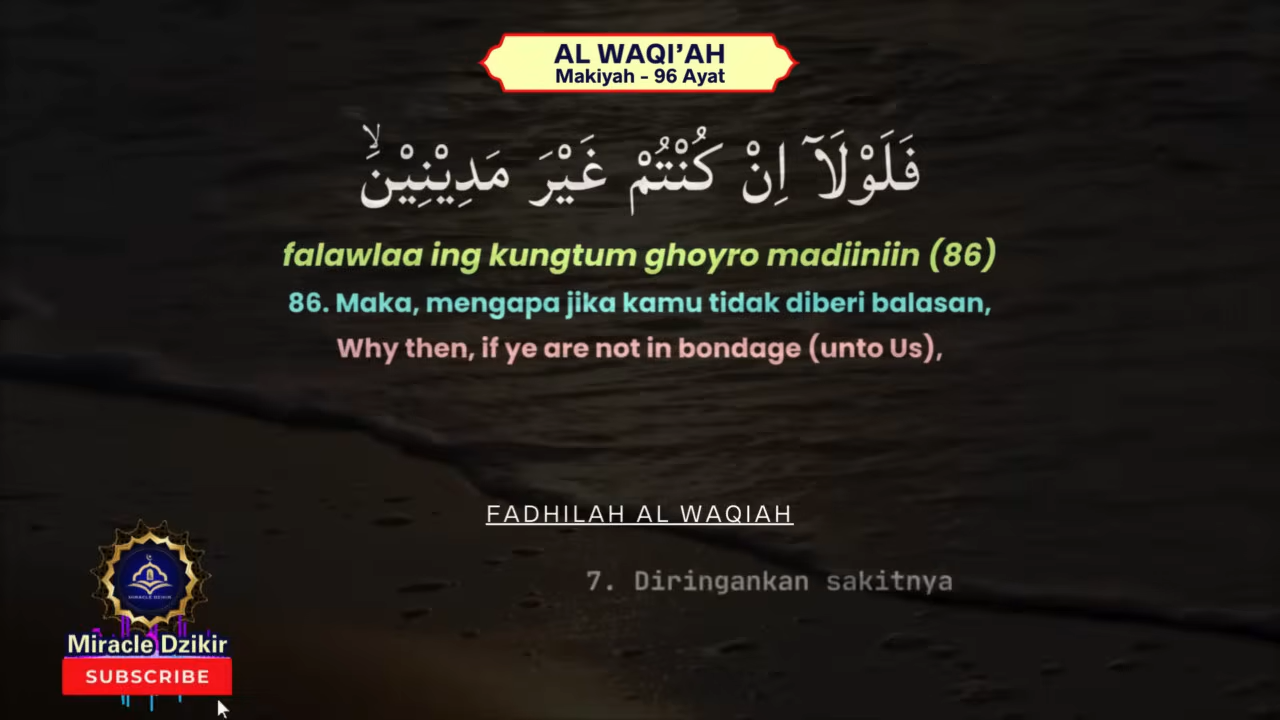 AL WAQI’AH
Makiyah - 96 Ayat
فَلَوْلَآ اِنْ كُنْتُمْ غَيْرَ مَدِيْنِيْنَۙ
falawlaa ing kungtum ghoyro madiiniin (86)
86. Maka, mengapa jika kamu tidak diberi balasan,
Why then, if ye are not in bondage (unto Us),
FADHILAH AL WAQIAH
7. Diringankan sakitnya
MIRACLE DZIKIR
Miracle Dzikir
SUBSCRIBE